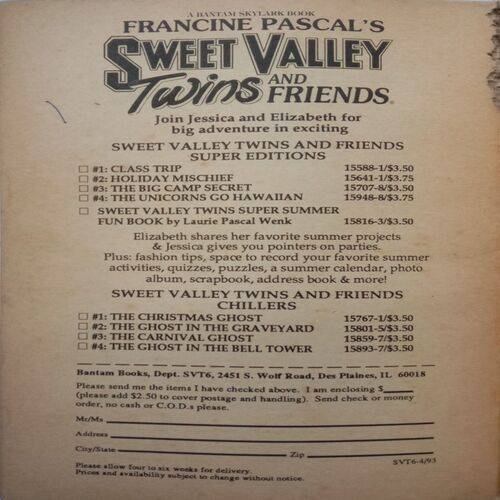 A BANTAM SKYLARK BOOK
FRANCINE PASCAL'S
SWEET VALLEY
Twins AND
FRIENDS®
Join Jessica and Elizabeth for
big adventure in exciting
SWEET VALLEY TWINS AND FRIENDS
SUPER EDITIONS
☐ #1: CLASS TRIP 15588-1/$3.50
☐ #2: HOLIDAY MISCHIEF 15641-1/$3.75
☐ #3: THE BIG CAMP SECRET 15707-8/$3.50
☐ #4: THE UNICORNS GO HAWAIIAN 15948-8/$3.75
☐ SWEET VALLEY TWINS SUPER SUMMER
FUN BOOK by Laurie Pascal Wenk 15816-3/$3.50
Elizabeth shares her favorite summer projects
& Jessica gives you pointers on parties.
Plus: fashion tips, space to record your favorite summer
activities, quizzes, puzzles, a summer calendar, photo
album, scrapbook, address book & more!
SWEET VALLEY TWINS AND FRIENDS
CHILLERS
☐ #1: THE CHRISTMAS GHOST 15767-1/$3.50
☐ #2: THE GHOST IN THE GRAVEYARD 15801-5/$3.50
☐ #3: THE CARNIVAL GHOST 15859-7/$3.50
☐ #4: THE GHOST IN THE BELL TOWER 15893-7/$3.50
Bantam Books, Dept. SVT6, 2451 S. Wolf Road, Des Plaines, IL 60018
Please send me the items I have checked above. I am enclosing $
(please add $2.50 to cover postage and handling). Send check or money
order, no cash or C.O.D.s please.
Mr/Ms
Address
City/State Zip
SVT6-4/93
Please allow four to six weeks for delivery.
Prices and availability subject to change without notice.